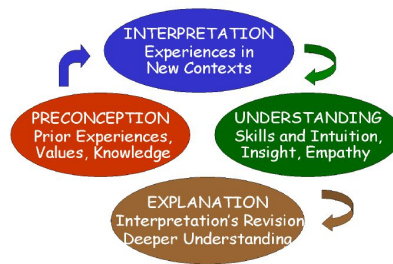 INTERPRETATION
Experiences in
New Contexts
PRECONCEPTION
Prior Experiences,
Values, Knowledge
UNDERSTANDING
Skills and Intuition,
Insight, Empathy
EXPLANATION
Interpretation's Revision
Deeper Understanding